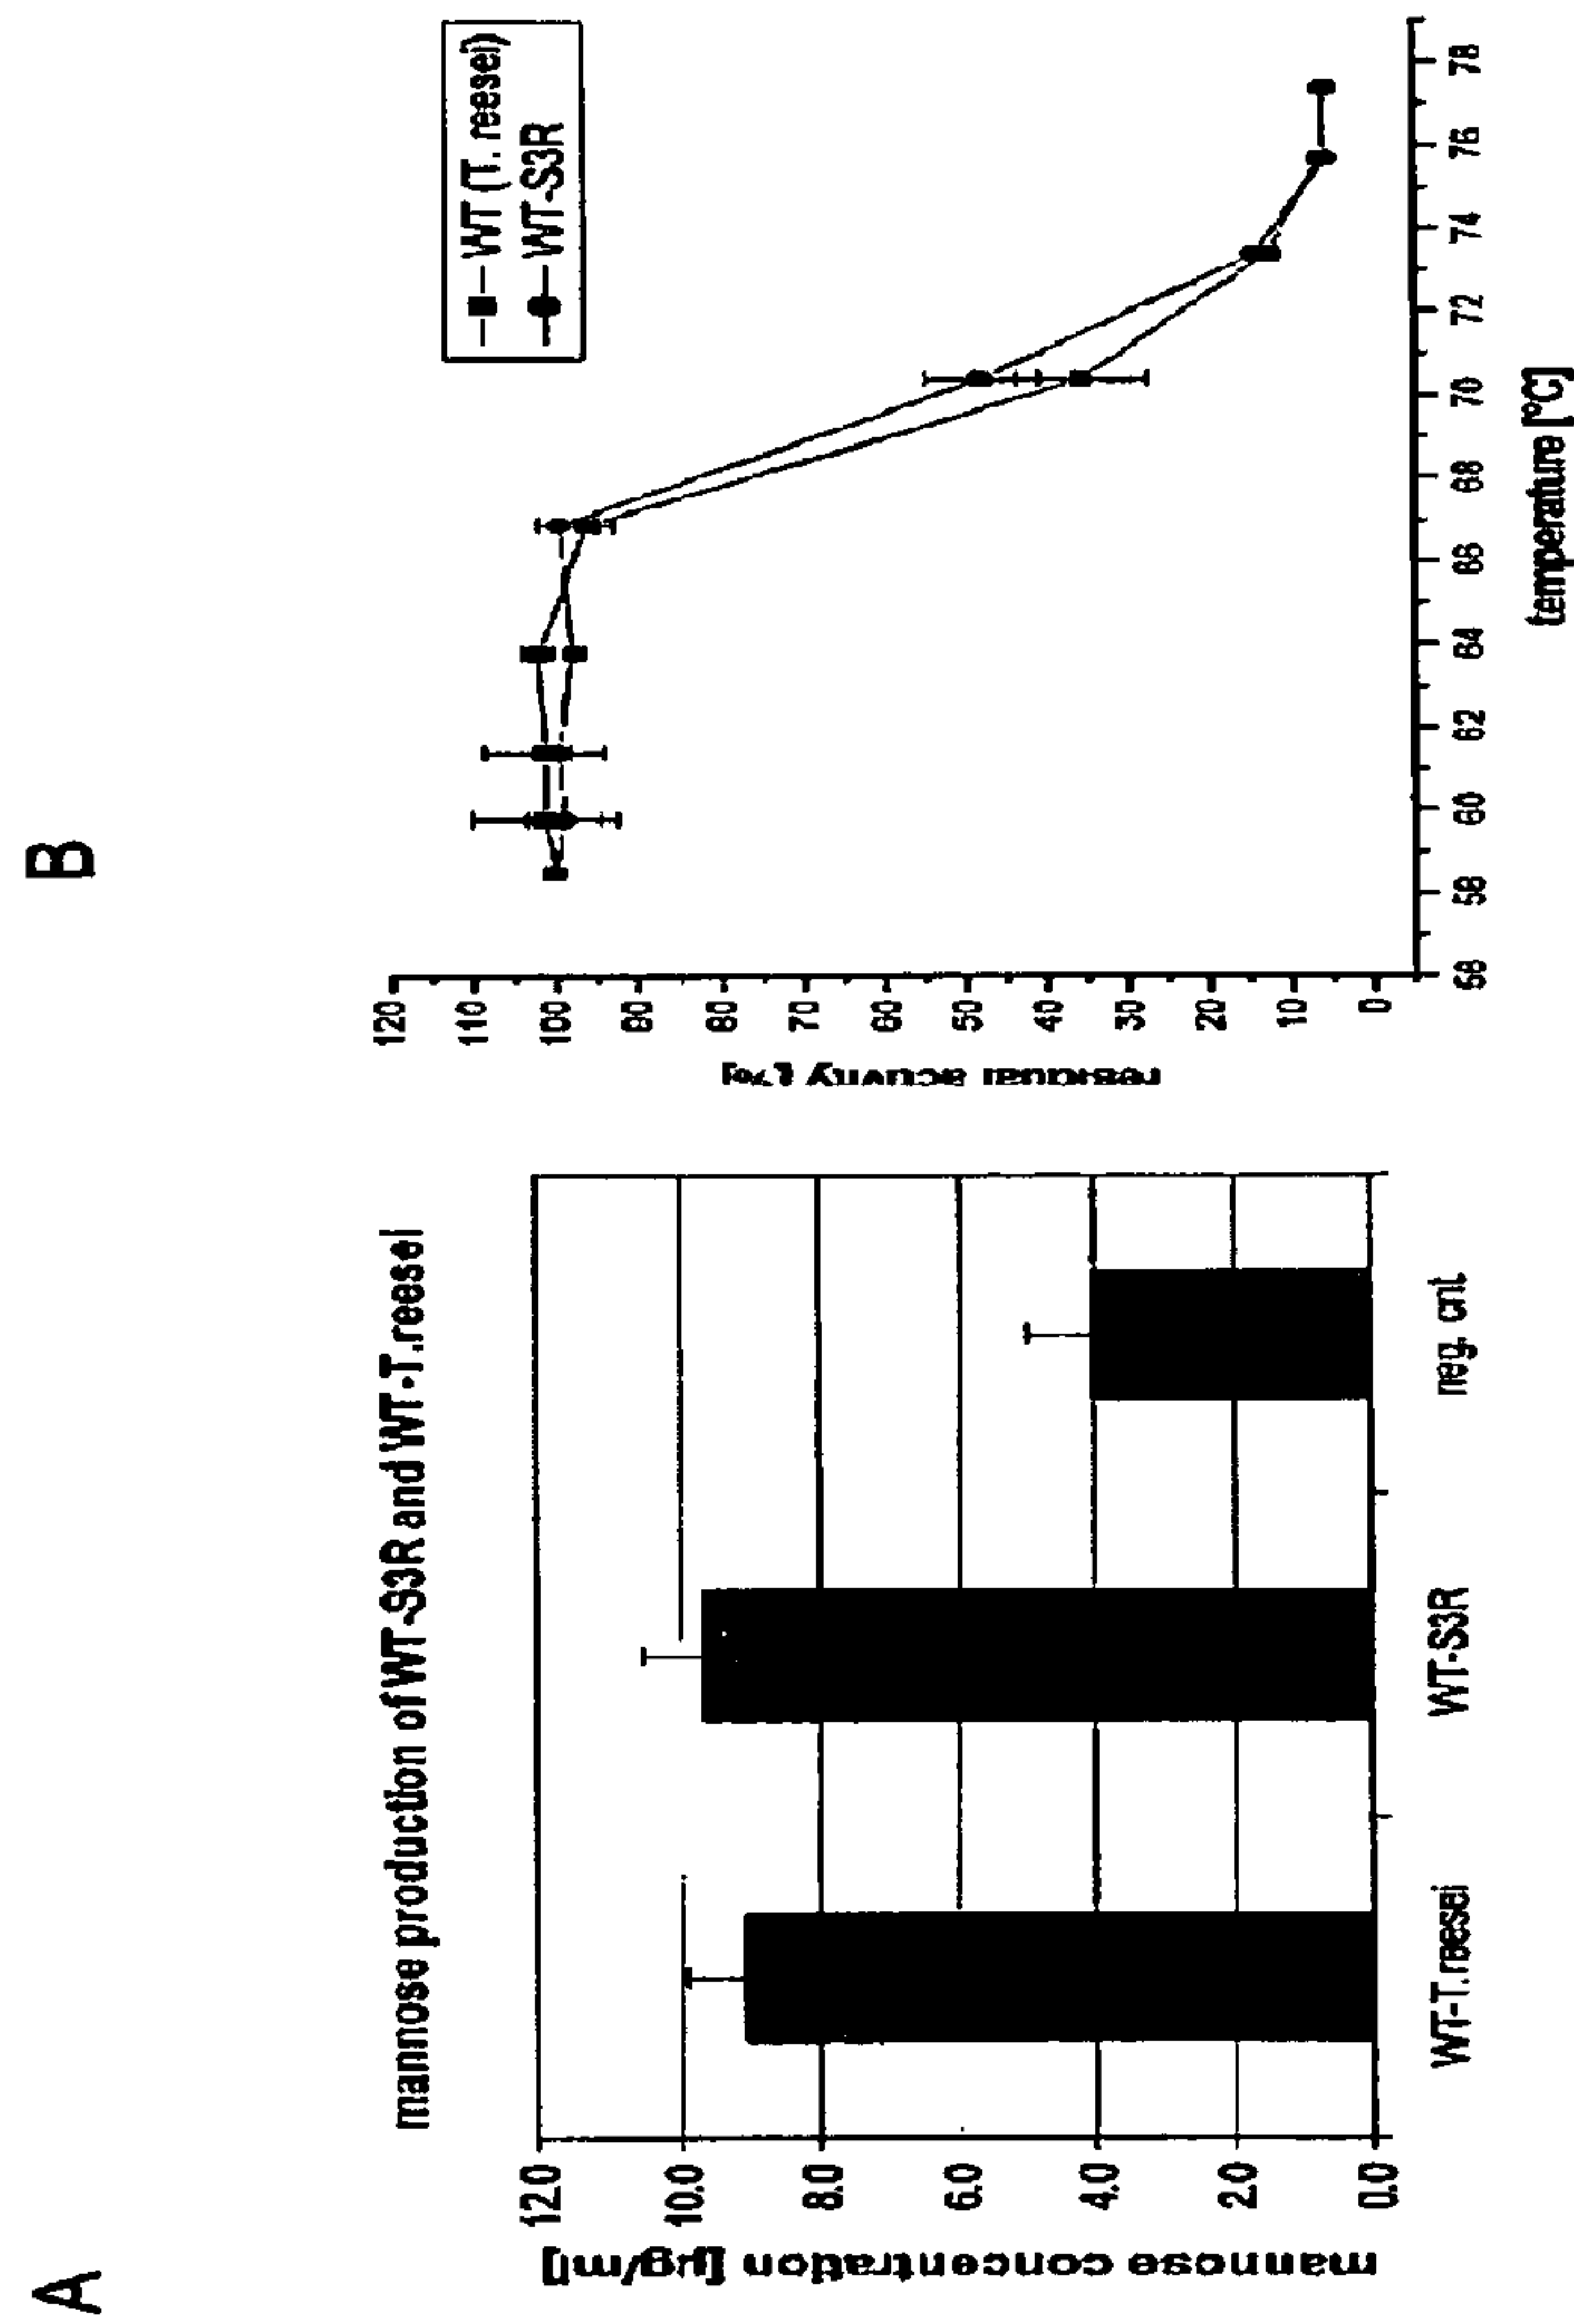 A
mannose production of WT-S3R and WT-T.reesei
mannose concentration [µg/ml]
12.0
10.0
8.0
6.0
4.0
2.0
0.0
WT-T.reesei
WT-S3R
neg. cnt.
B
WT (T. reesei)
WT-S3R
residual activity [%]
120
110
100
90
80
70
60
50
40
30
20
10
0
56
58
60
62
64
66
68
70
72
74
76
78
temperature [°C]